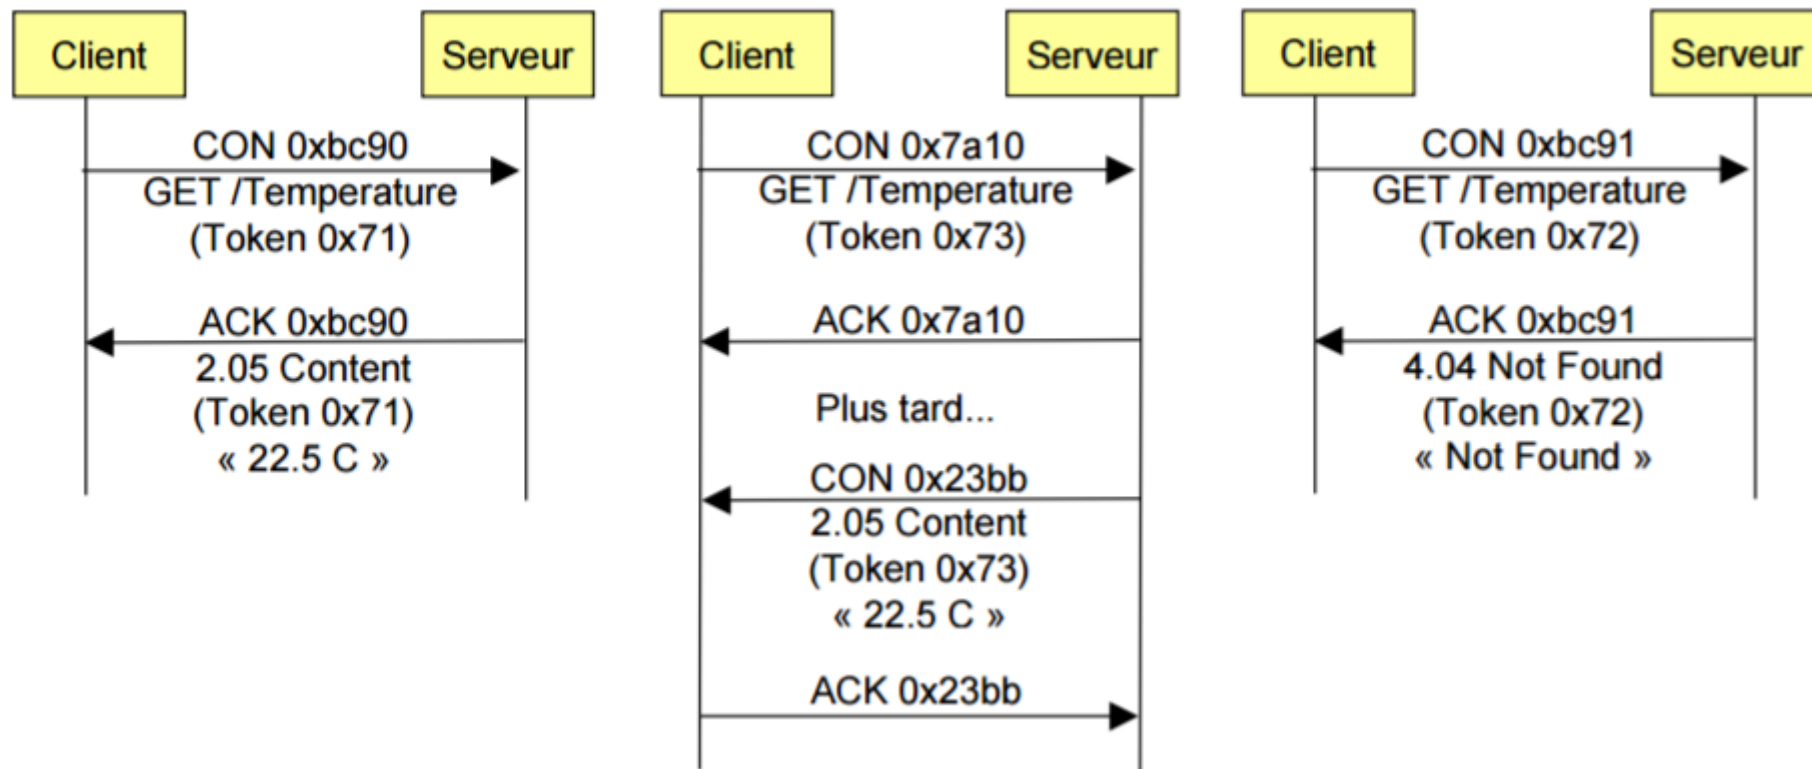 Client
Serveur
CON 0xbc90
GET /Temperature
(Token 0x71)
ACK 0xbc90
2.05 Content
(Token 0x71)
« 22.5 C »
Client
Serveur
CON 0x7a10
GET /Temperature
(Token 0x73)
ACK 0x7a10
Plus tard...
CON 0x23bb
2.05 Content
(Token 0x73)
« 22.5 C »
ACK 0x23bb
Client
Serveur
CON 0xbc91
GET /Temperature
(Token 0x72)
ACK 0xbc91
4.04 Not Found
(Token 0x72)
« Not Found »